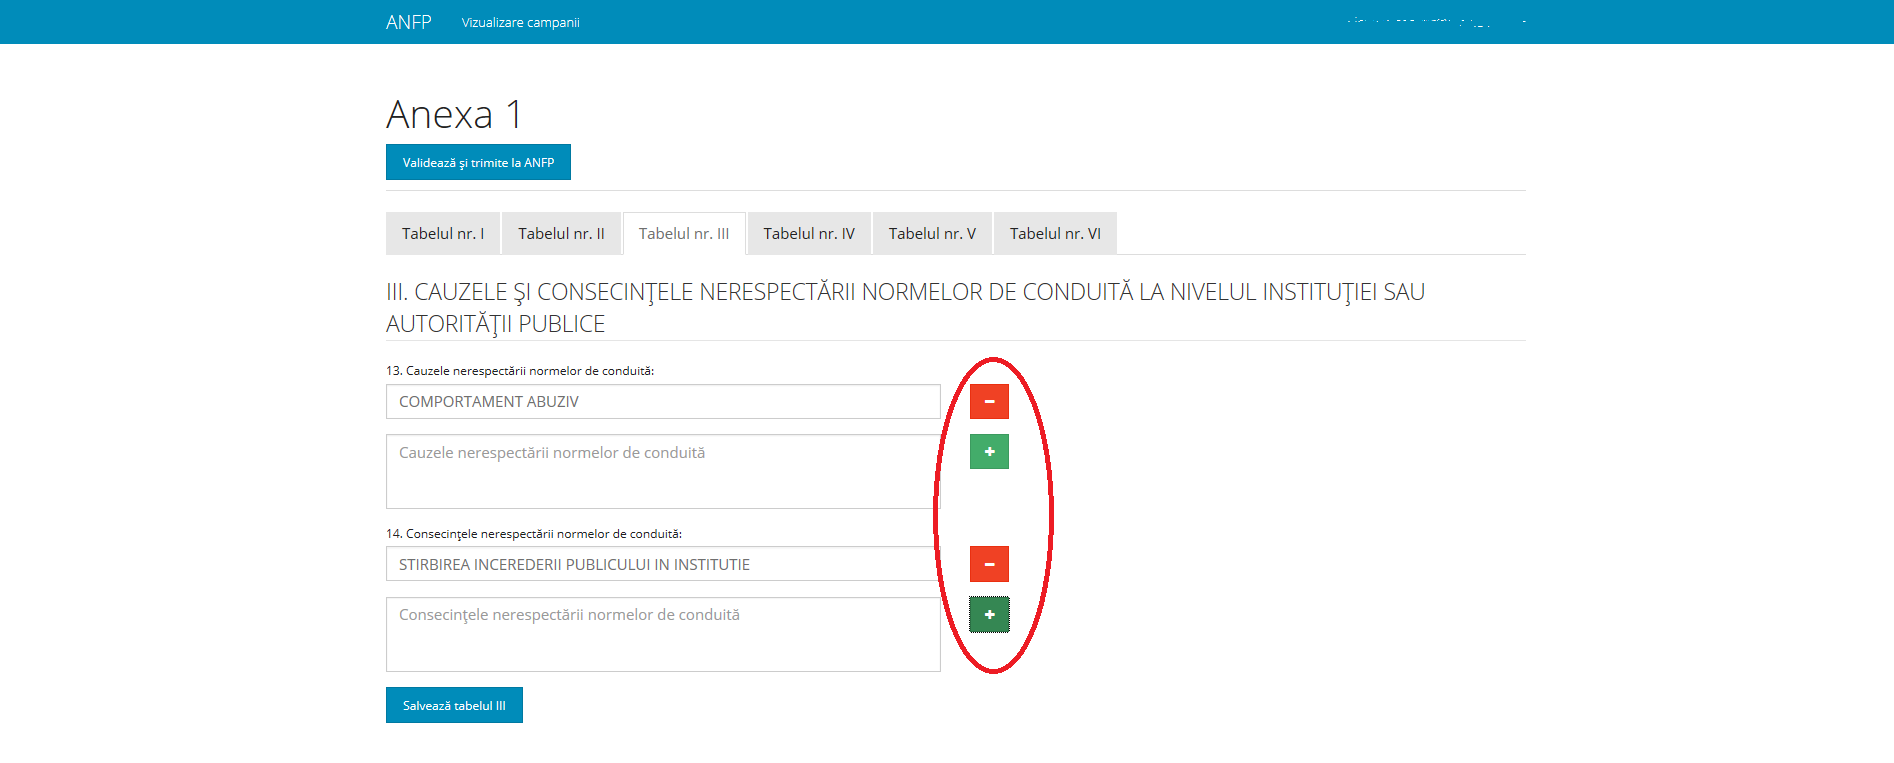 ANFP Vizualizare campanii
Anexa 1
Validează și trimite la ANFP
Tabelul nr. I Tabelul nr. II Tabelul nr. III Tabelul nr. IV Tabelul nr. V Tabelul nr. VI
III. CAUZELE ŞI CONSECINŢELE NERESPECTĂRII NORMELOR DE CONDUITĂ LA NIVELUL INSTITUŢIEI SAU
AUTORITĂŢII PUBLICE
13. Cauzele nerespectării normelor de conduită:
COMPORTAMENT ABUZIV
Cauzele nerespectării normelor de conduită
14. Consecinţele nerespectării normelor de conduită:
STIRBIREA INCEREDERII PUBLICULUI IN INSTITUTIE
Consecinţele nerespectării normelor de conduită
Salvează tabelul III